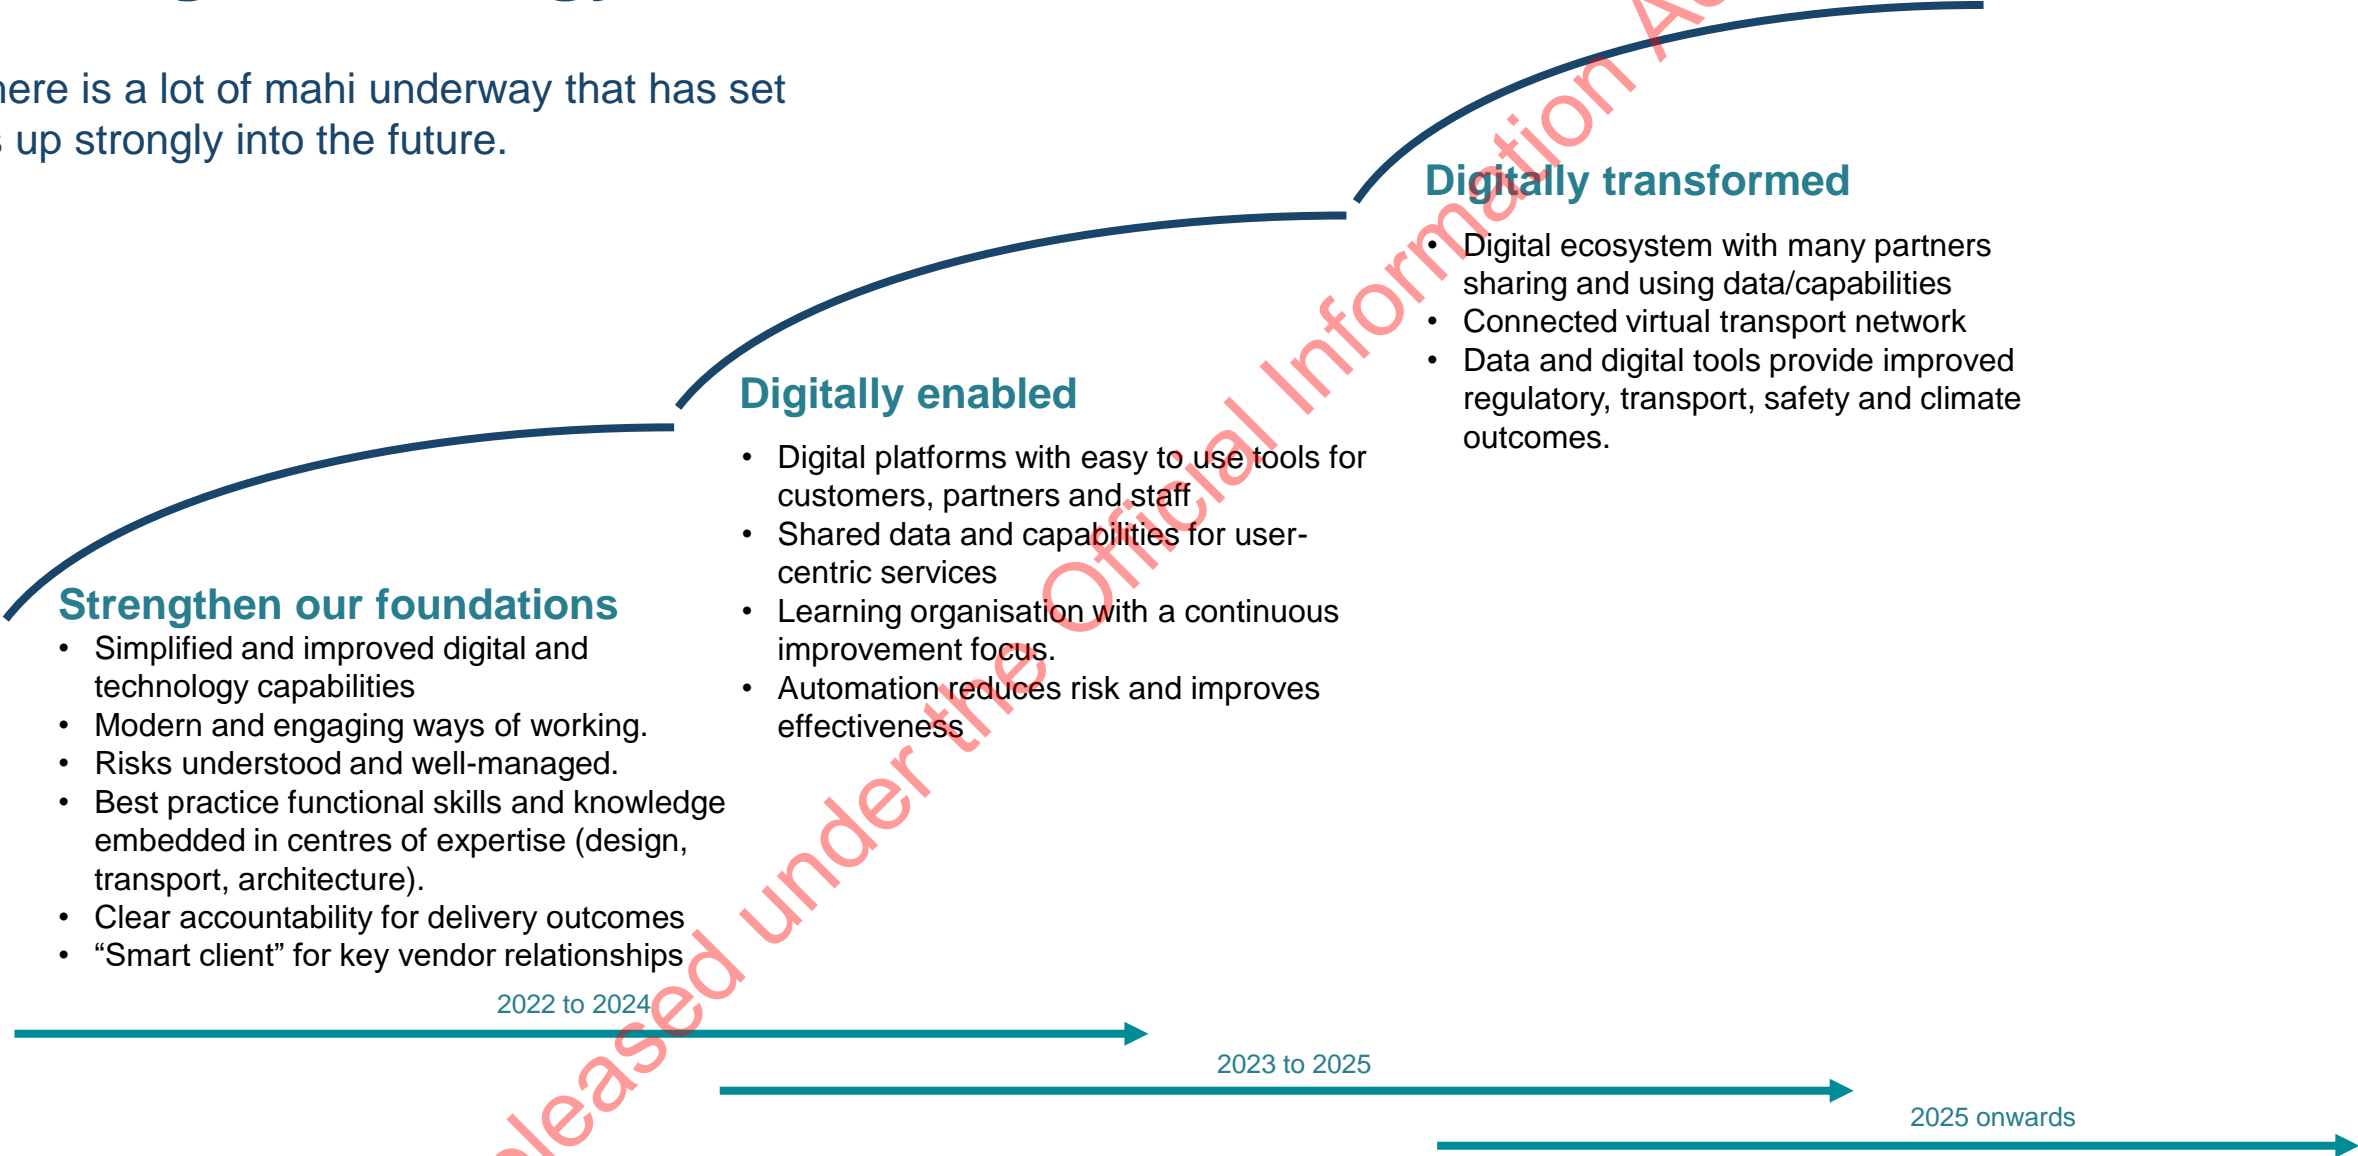 there is a lot of mahi underway that has set
up strongly into the future.
Digitally transformed
• Digital ecosystem with many partners
sharing and using data/capabilities
• Connected virtual transport network
• Data and digital tools provide improved
regulatory, transport, safety and climate
outcomes.
Digitally enabled
• Digital platforms with easy to use tools for
customers, partners and staff
• Shared data and capabilities for user-
centric services
• Learning organisation with a continuous
improvement focus.
• Automation reduces risk and improves
effectiveness
Strengthen our foundations
• Simplified and improved digital and
technology capabilities
• Modern and engaging ways of working.
• Risks understood and well-managed.
• Best practice functional skills and knowledge
embedded in centres of expertise (design,
transport, architecture).
• Clear accountability for delivery outcomes
• “Smart client” for key vendor relationships
2022 to 2024
2023 to 2025
2025 onwards
under the Official Information